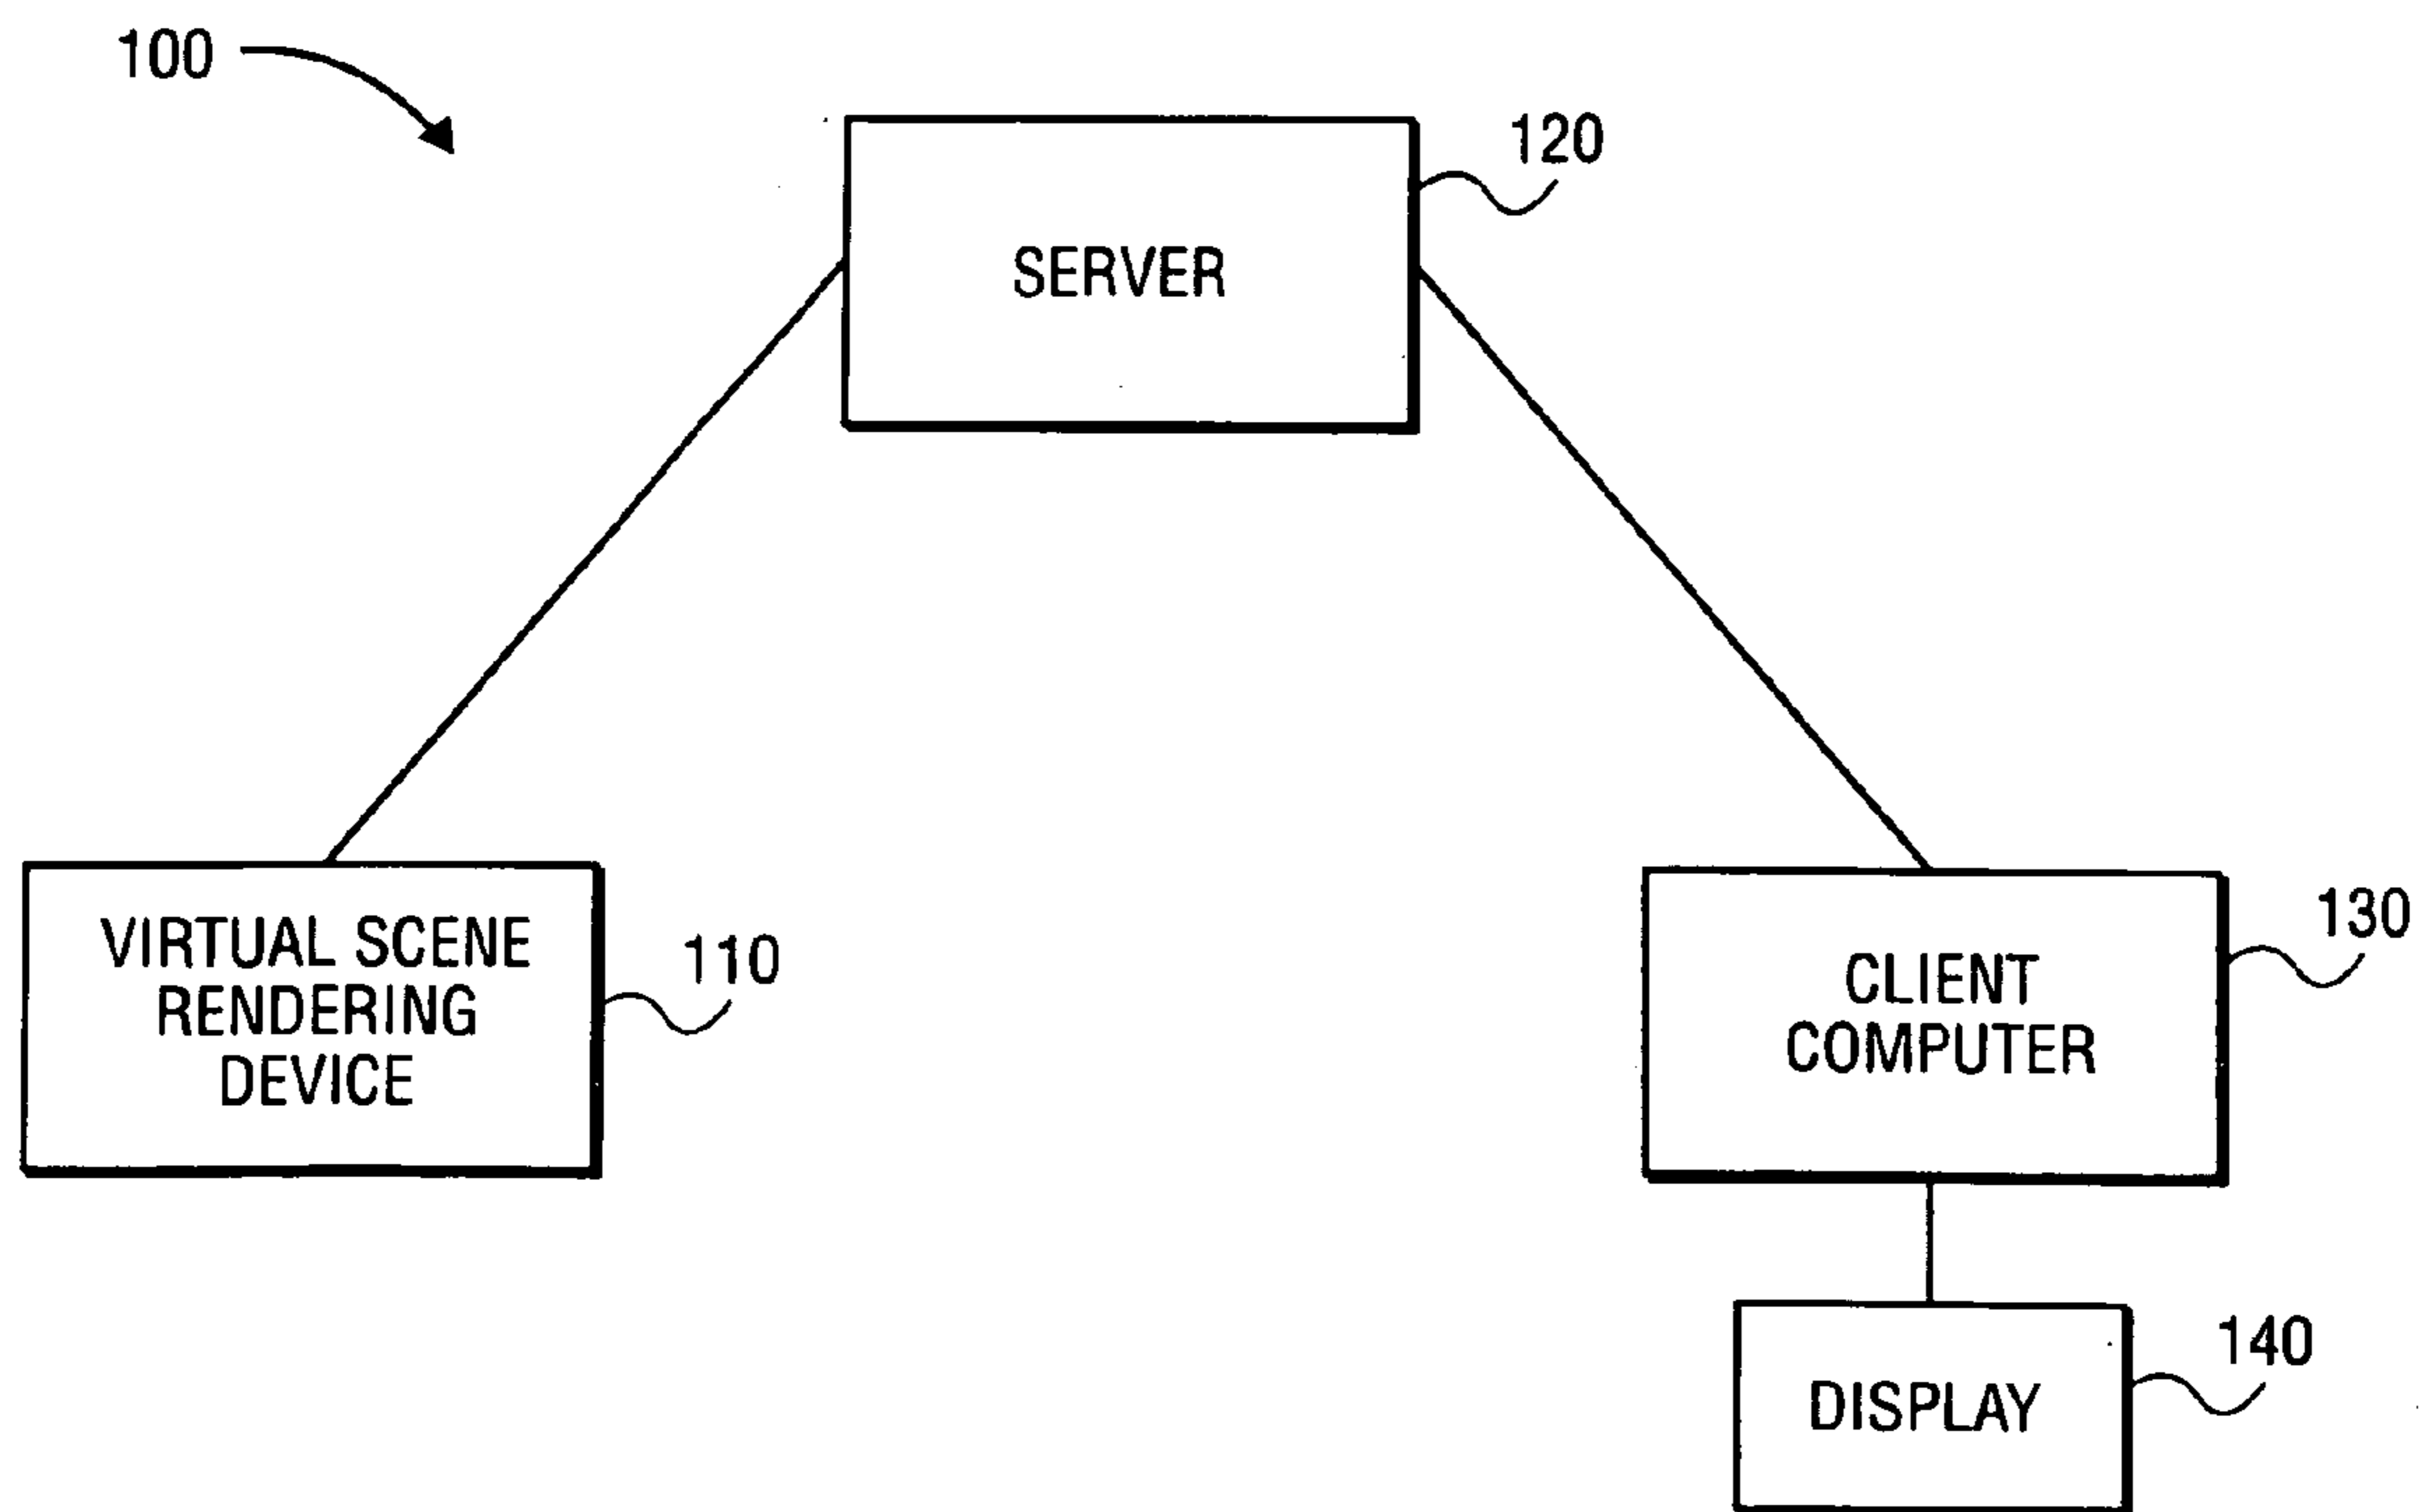 100
120
SERVER
VIRTUAL SCENE
RENDERING
DEVICE
110
130
CLIENT
COMPUTER
140
DISPLAY